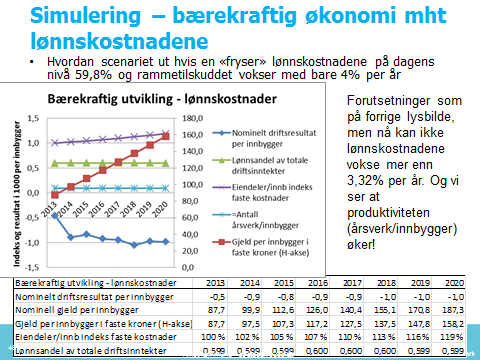 Simulering – bærekraftig økonomi mht
lønnskostnadene
• Hvordan scenariet ut hvis en «fryser» lønnskostnadene på dagens
nivå 59,8% og rammetilskuddet vokser med bare 4% per år
Bærekraftig utvikling - lønnskostnader
Indeks og resultat i 1000 per innbygger
1,5
1,0
0,5
0,0
-0,5
-1,0
-1,5
2013
2014
2015
2016
2017
2018
2019
2020
180,0
160,0
140,0
120,0
100,0
80,0
60,0
40,0
20,0
0,0
Nominelt driftsresultat
per innbygger
Lønnsandel av totale
driftsinntekter
Eiendeler/innb indeks
faste kostnader
=Antall
årsverk/innbygger
Gjeld per innbygger i
faste kroner (H-akse)
Forutsetninger som
på forrige lysbilde,
men nå kan ikke
lønnskostnadene
vokse mer enn
3,32% per år. Og vi
ser at
produktiviteten
(årsverk/innbygger)
øker!
Bærekraftig utvikling - lønnskostnader 2013 2014 2015 2016 2017 2018 2019 2020
Nominelt driftsresultat per innbygger -0,5 -0,9 -0,8 -0,9 -0,9 -1,0 -1,0 -1,0
Nominell gjeld per innbygger 87,7 99,9 112,6 126,0 140,4 155,1 170,8 187,3
Gjeld per innbygger i faste kroner (H-akse) 87,7 97,5 107,3 117,2 127,5 137,5 147,8 158,2
Eiendeler/innb indeks faste kostnader 100 % 102 % 105 % 107 % 110 % 113 % 116 % 119 %
Lønnsandel av totale driftsinntekter 0,599 0,599 0,599 0,600 0,600 0,600 0,599 0,599